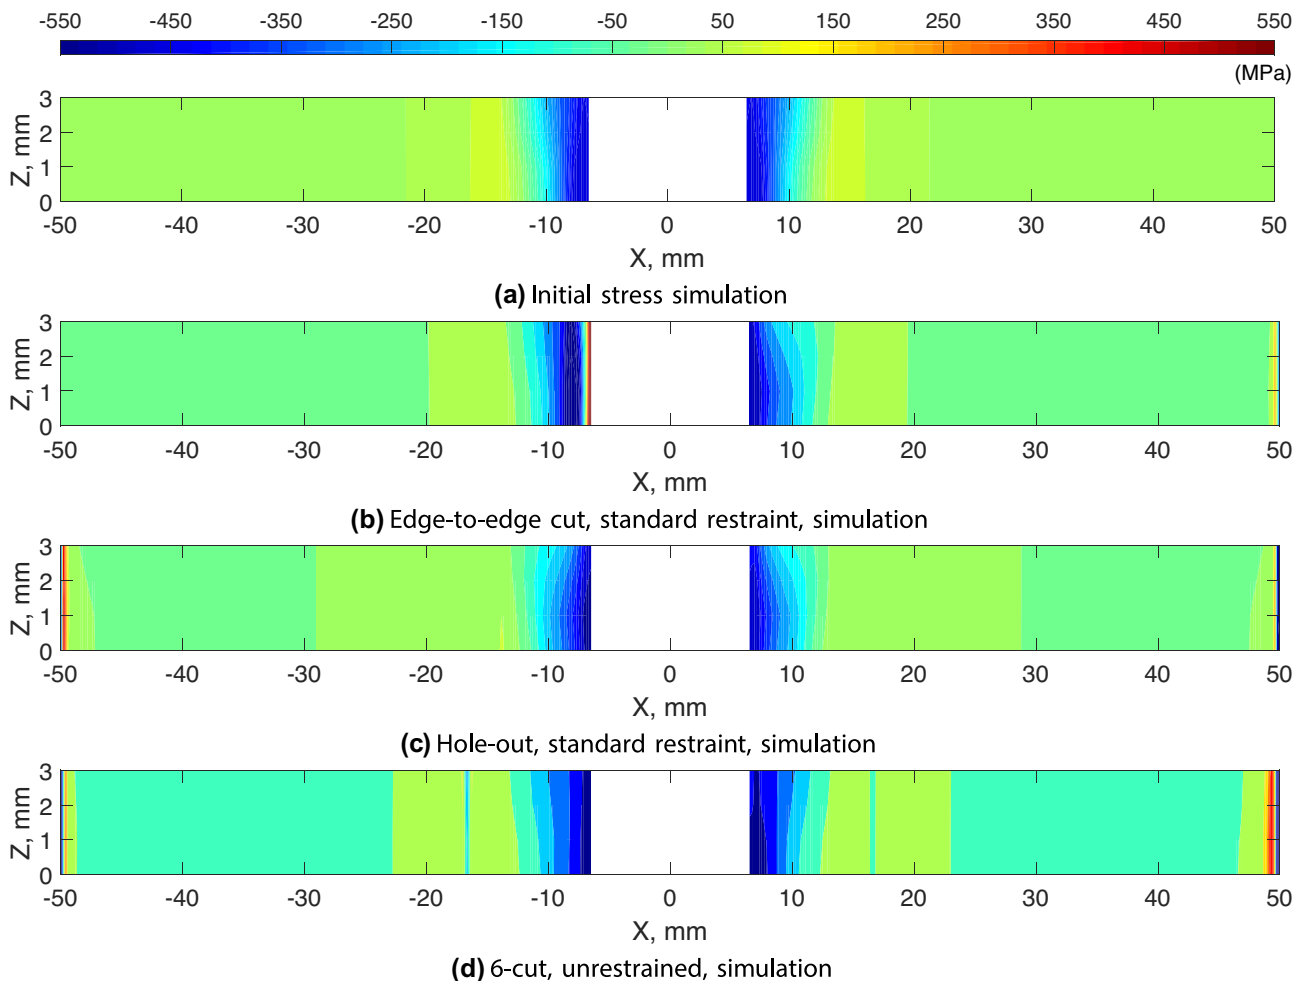 -550 -450 -350 -250 -150 -50 50 150 250 350 450 550
(MPa)
Z, mm
3
2
1
0
-50 -40 -30 -20 -10 0 10 20 30 40 50
X, mm
(a) Initial stress simulation
Z, mm
3
2
1
0
-50 -40 -30 -20 -10 0 10 20 30 40 50
X, mm
(b) Edge-to-edge cut, standard restraint, simulation
Z, mm
3
2
1
0
-50 -40 -30 -20 -10 0 10 20 30 40 50
X, mm
(c) Hole-out, standard restraint, simulation
Z, mm
3
2
1
0
-50 -40 -30 -20 -10 0 10 20 30 40 50
X, mm
(d) 6-cut, unrestrained, simulation